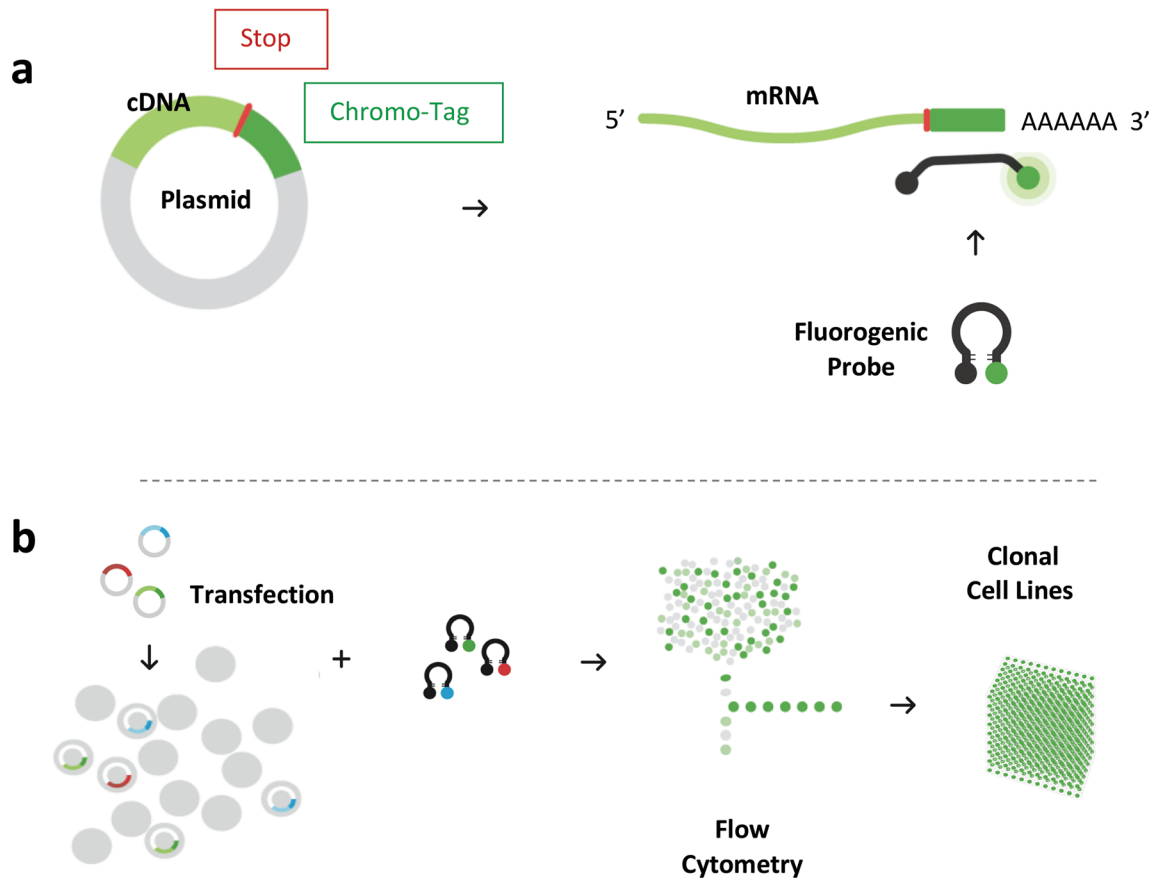 a
Stop
cDNA
Chromo-Tag
Plasmid
→
mRNA
5’
AAAAAA 3’
Fluorogenic
Probe
b
Transfection
+
Flow
Cytometry
Clonal
Cell Lines